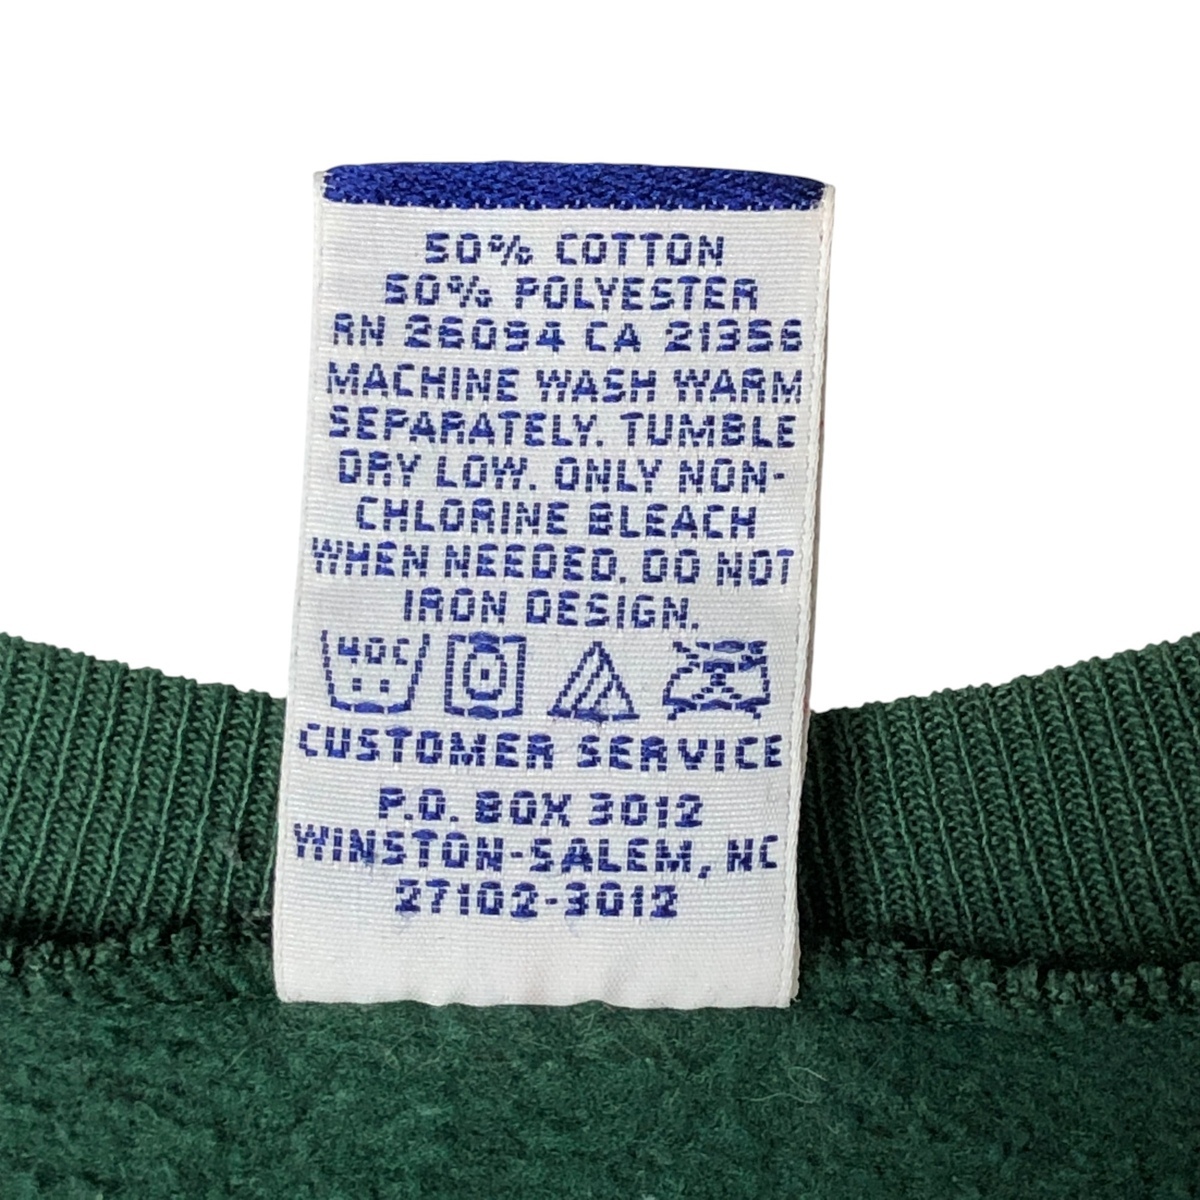 50% COTTON
50% POLYESTER
RN 26094 CA 21356
MACHINE WASH WARM
SEPARATELY. TUMBLE
DRY LOW. ONLY NON-
CHLORINE BLEACH
WHEN NEEDED. DO NOT
IRON DESIGN.
40C
CUSTOMER SERVICE
P.O. BOX 3012
WINSTON-SALEM, NC
27102-3012